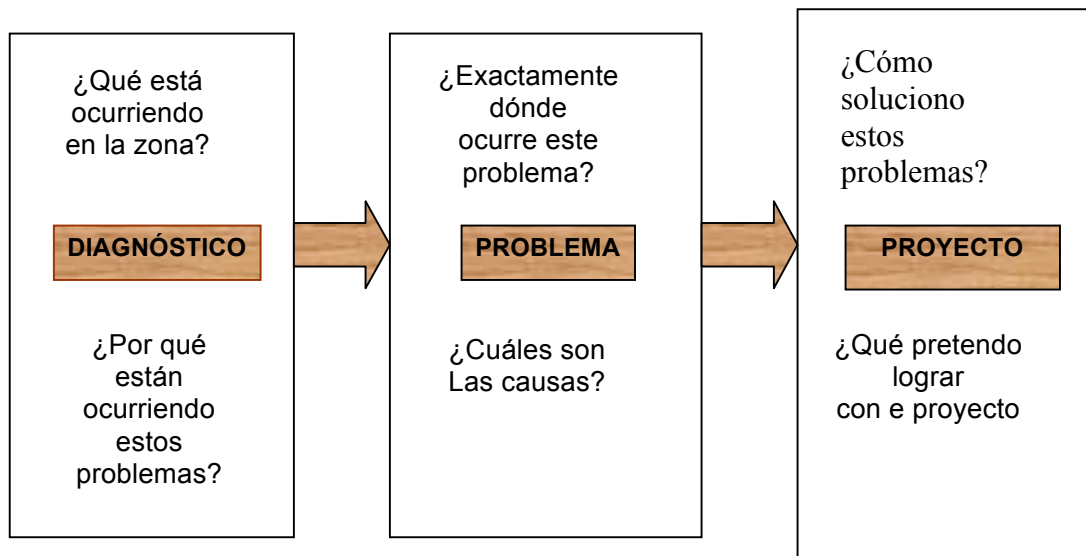 ¿Qué está
ocurriendo
en la zona?
DIAGNÓSTICO
¿Por qué
están
ocurriendo
estos
problemas?
¿Exactamente
dónde
ocurre este
problema?
PROBLEMA
¿Cuáles son
Las causas?
¿Cómo
soluciono
estos
problemas?
PROYECTO
¿Qué pretendo
lograr
con e proyecto